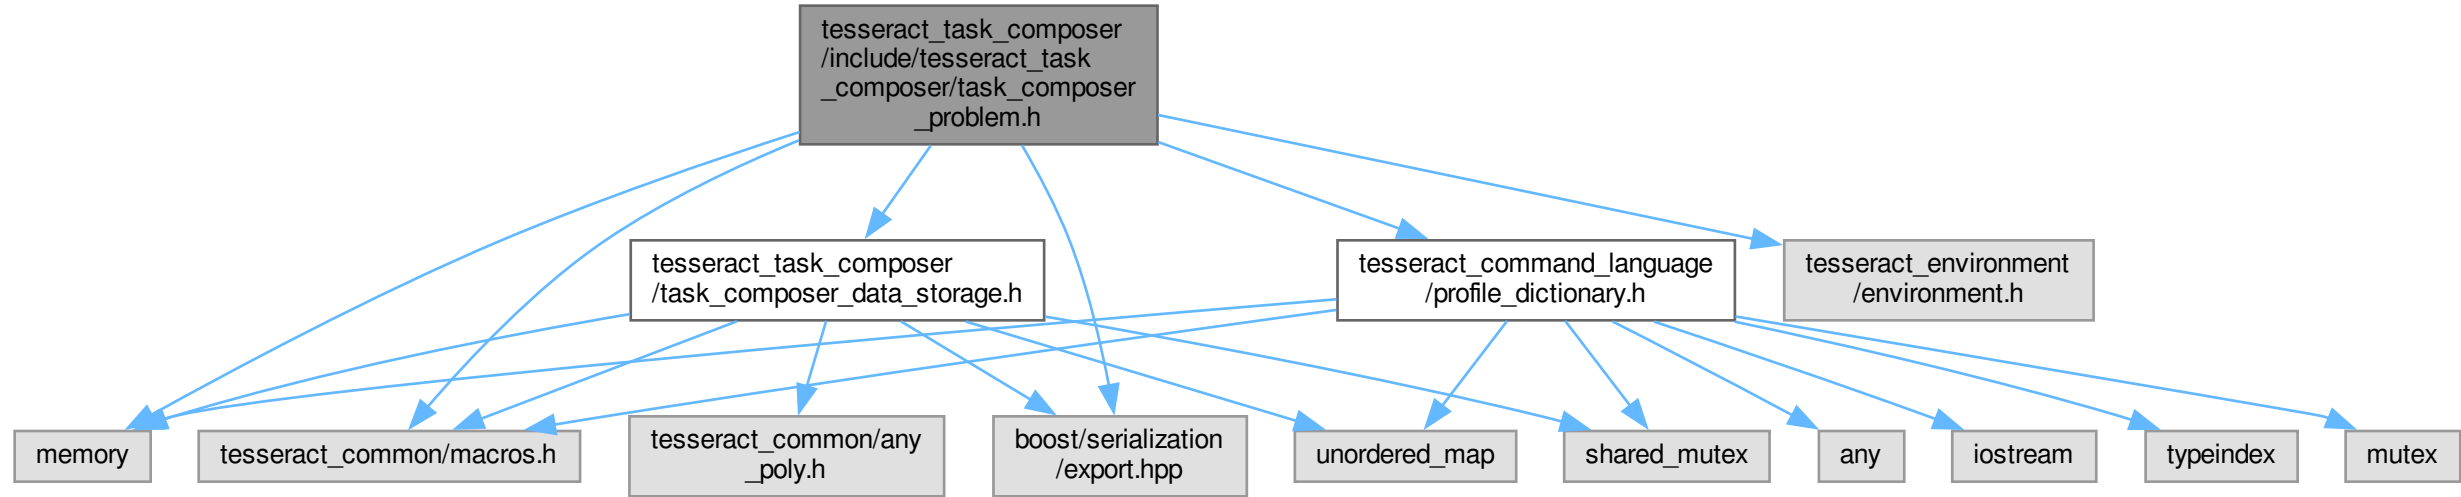 tesseract_task_composer
/include/tesseract_task
_composer/task_composer
_problem.h
tesseract_task_composer
/task_composer_data_storage.h
tesseract_command_language
/profile_dictionary.h
tesseract_environment
/environment.h
memory
tesseract_common/macros.h
tesseract_common/any
_poly.h
boost/serialization
/export.hpp
unordered_map
shared_mutex
any
iostream
typeindex
mutex